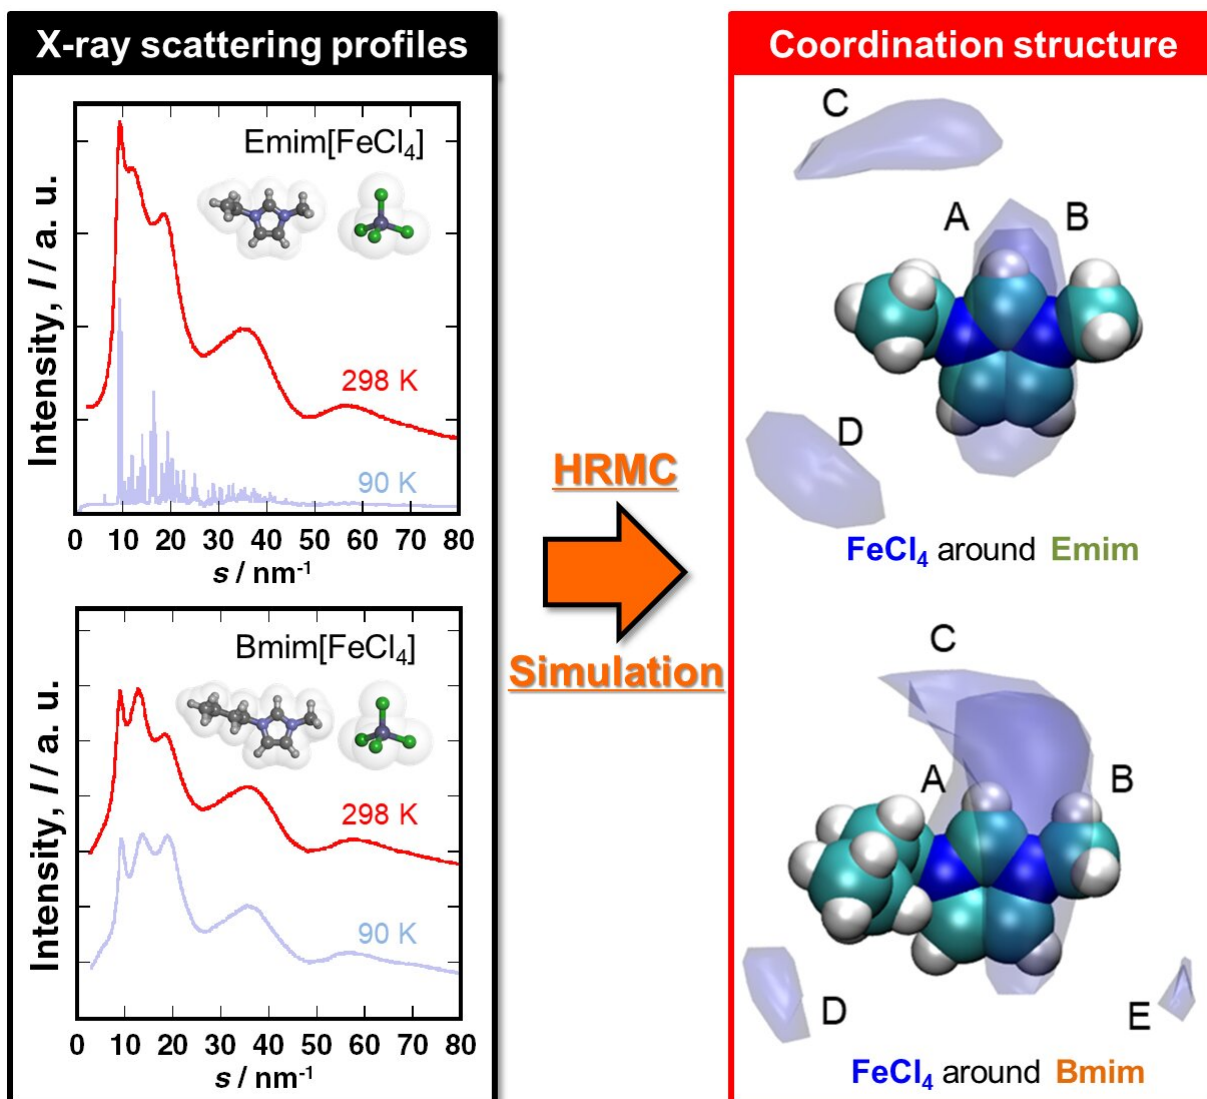 X-ray scattering profiles
Emim[FeCl₄]
298 K
90 K
Intensity, I / a. u.
0 10 20 30 40 50 60 70 80
s / nm⁻¹
Bmim[FeCl₄]
298 K
90 K
Intensity, I / a. u.
0 10 20 30 40 50 60 70 80
s / nm⁻¹
HRMC
Simulation
Coordination structure
C
A B
D
FeCl₄ around Emim
C
A B
D E
FeCl₄ around Bmim